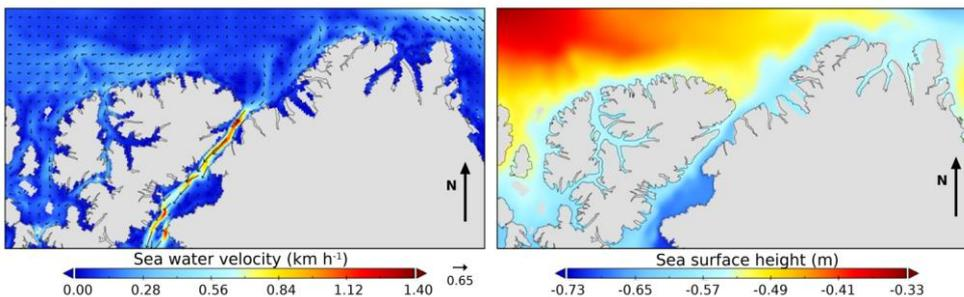 N
N
Sea water velocity (km h-1)
0.00 0.28 0.56 0.84 1.12 1.40
0.65
Sea surface height (m)
-0.73 -0.65 -0.57 -0.49 -0.41 -0.33